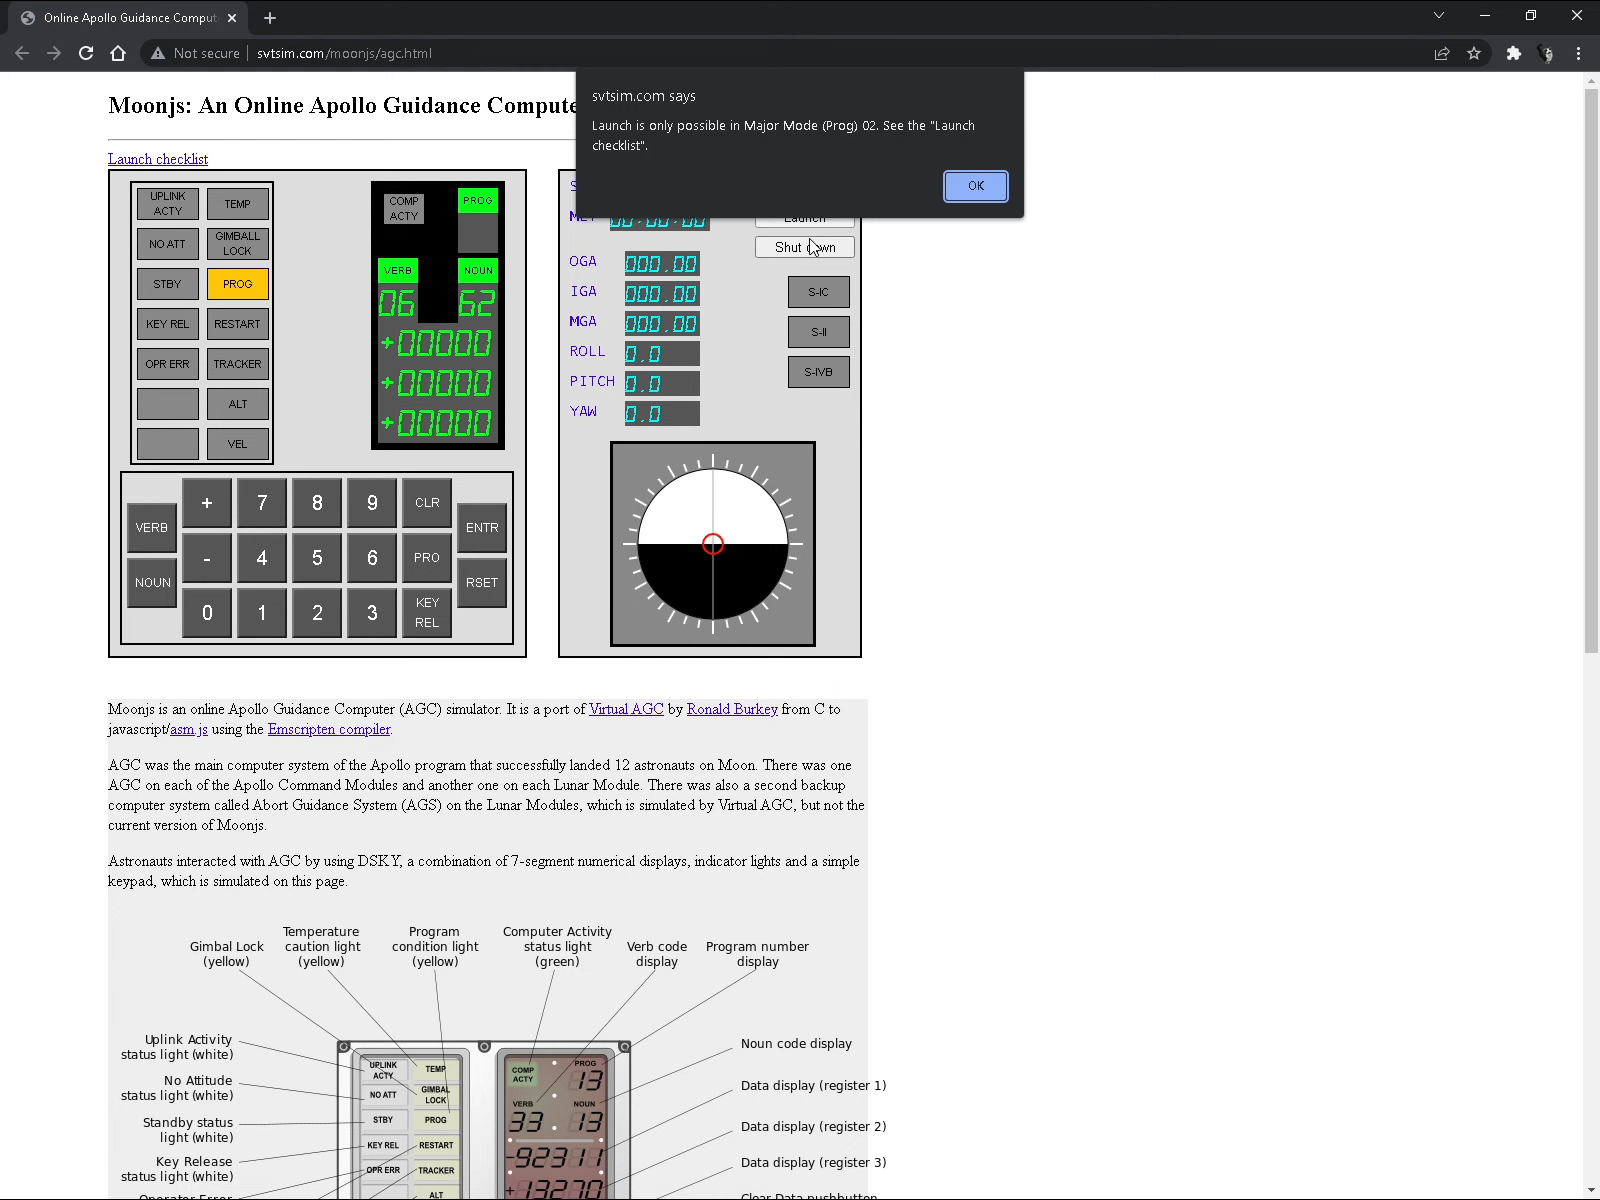 Online Apollo Guidance Comput
Not secure
svtsim.com/moonjs/agc.html
Moonjs: An Online Apollo Guidance Compute
svtsim.com says
Launch is only possible in Major Mode (Prog) 02. See the "Launch
checklist".
OK
Launch checklist
UPLINK
ACTY
TEMP
NO ATT
GIMBALL
LOCK
STBY
PROG
KEY REL
RESTART
OPR ERR
TRACKER
ALT
VEL
COMP
ACTY
PROG
VERB
NOUN
06
62
+00000
+00000
+00000
VERB
NOUN
+
7
8
9
CLR
-
4
5
6
PRO
0
1
2
3
KEY
REL
ENTR
RSET
00:00:00
Launch
Shut down
OGA
000.00
IGA
000.00
MGA
000.00
ROLL
0.0
PITCH
0.0
YAW
0.0
S-IC
S-II
S-IVB
Moonjs is an online Apollo Guidance Computer (AGC) simulator. It is a port of Virtual AGC by Ronald Burkey from C to
javascript/asm.js using the Emscripten compiler.
AGC was the main computer system of the Apollo program that successfully landed 12 astronauts on Moon. There was one
AGC on each of the Apollo Command Modules and another one on each Lunar Module. There was also a second backup
computer system called Abort Guidance System (AGS) on the Lunar Modules, which is simulated by Virtual AGC, but not the
current version of Moonjs.
Astronauts interacted with AGC by using DSKY, a combination of 7-segment numerical displays, indicator lights and a simple
keypad, which is simulated on this page.
Gimbal Lock
(yellow)
Temperature
caution light
(yellow)
Program
condition light
(yellow)
Computer Activity
status light
(green)
Verb code
display
Program number
display
Uplink Activity
status light (white)
No Attitude
status light (white)
Standby status
light (white)
Key Release
status light (white)
Operator Error
UPLINK
ACTY
TEMP
NO ATT
GIMBAL
LOCK
STBY
PROG
KEY REL
RESTART
OPR ERR
TRACKER
ALT
COMP
ACTY
PROG
13
VERB
NOUN
33
13
-92311
+13270
Noun code display
Data display (register 1)
Data display (register 2)
Data display (register 3)
Clear Data pushbutton